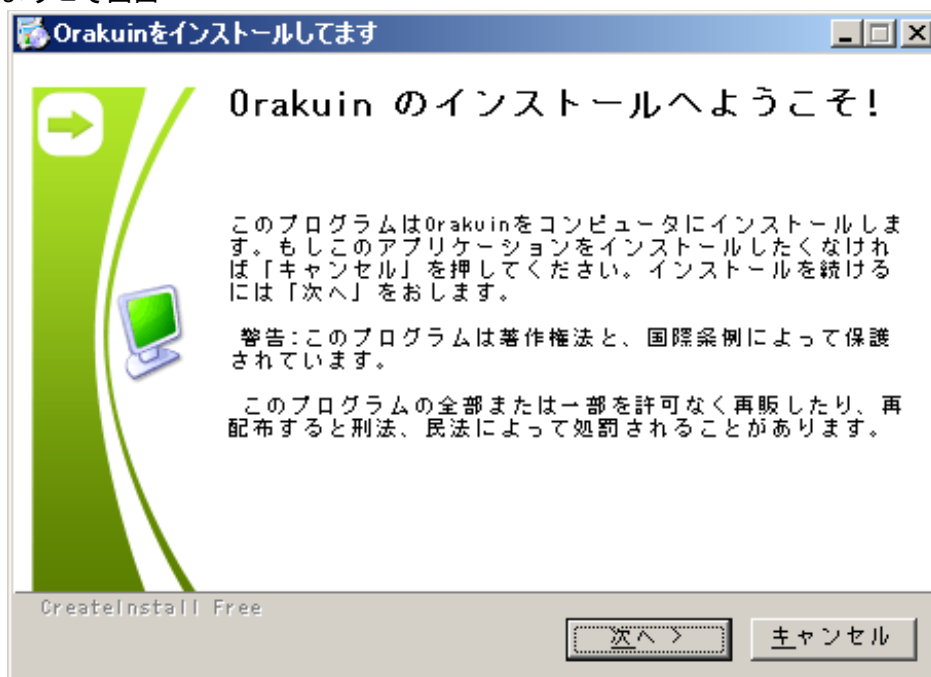 Orakuinをインストールしてます
Orakuin のインストールへようこそ!
このプログラムはOrakuinをコンピュータにインストールしま
す。もしこのアプリケーションをインストールしたくなけれ
ば「キャンセル」を押してください。インストールを続ける
には「次へ」をおします。
警告:このプログラムは著作権法と、国際条例によって保護
されています。
このプログラムの全部または一部を許可なく再販したり、再
配布すると刑法、民法によって処罰されることがあります。
CreateInstall Free
次へ >
キャンセル